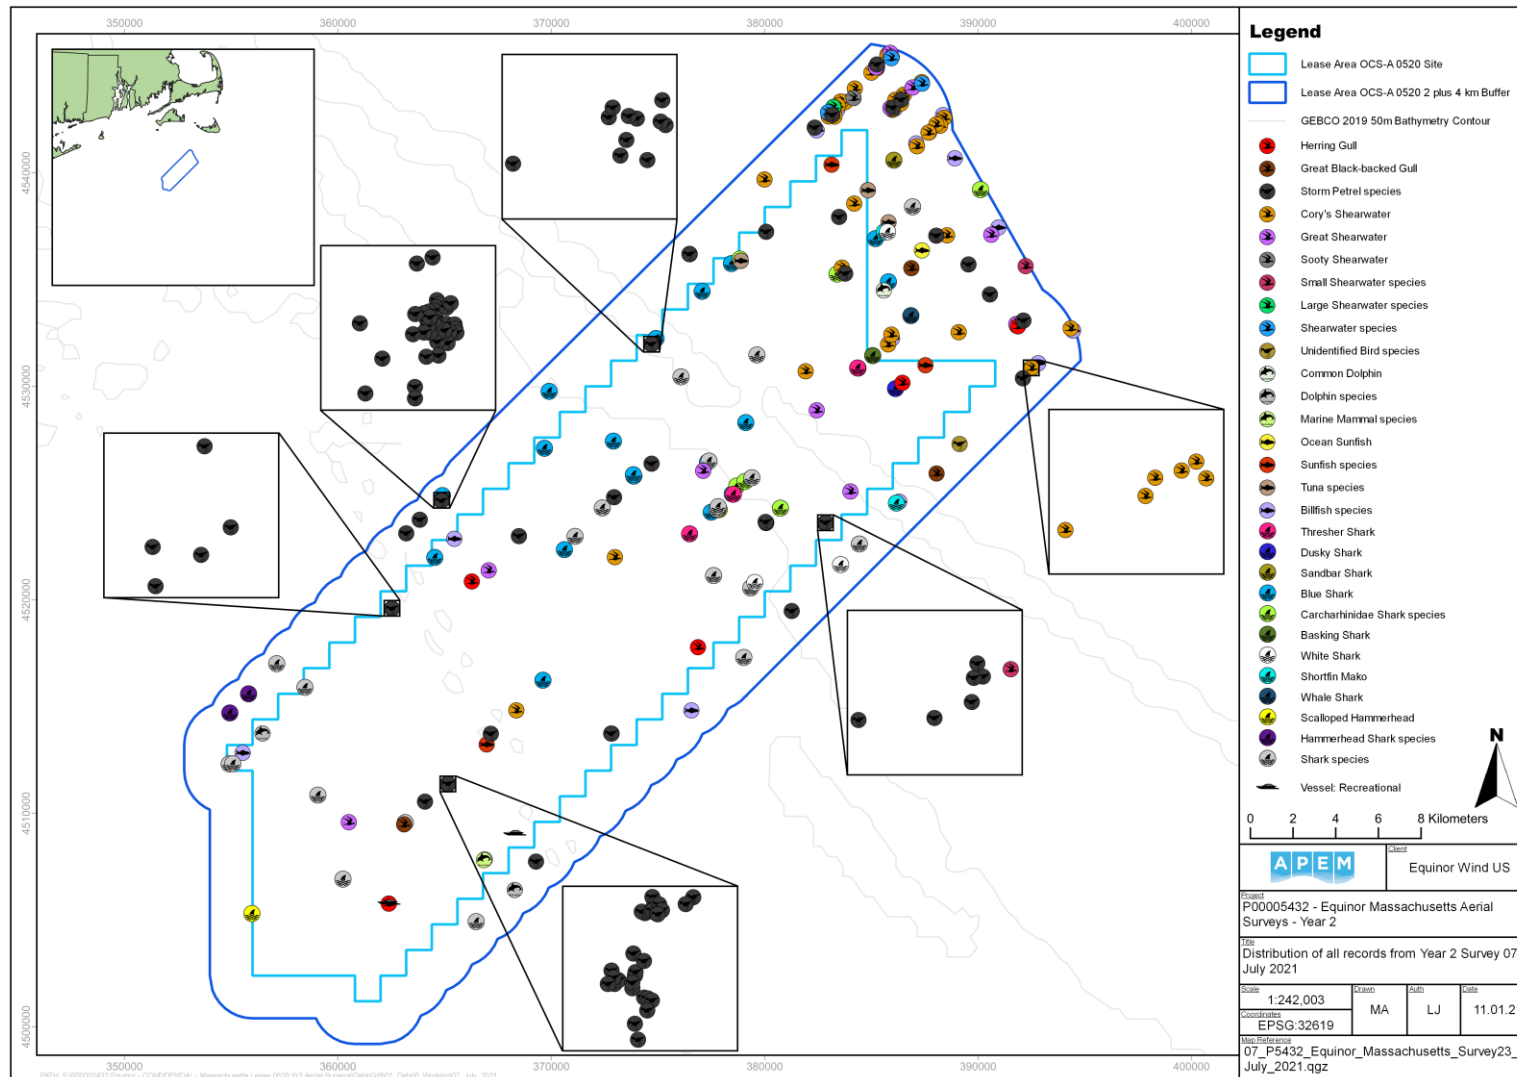 350000 360000 370000 380000 390000 400000
4540000
4530000
4520000
4510000
4500000
350000 360000 370000 380000 390000 400000
Legend
Lease Area OCS-A 0520 Site
Lease Area OCS-A 0520 2 plus 4 km Buffer
GEBCO 2019 50m Bathymetry Contour
Herring Gull
Great Black-backed Gull
Storm Petrel species
Cory's Shearwater
Great Shearwater
Sooty Shearwater
Small Shearwater species
Large Shearwater species
Shearwater species
Unidentified Bird species
Common Dolphin
Dolphin species
Marine Mammal species
Ocean Sunfish
Sunfish species
Tuna species
Billfish species
Thresher Shark
Dusky Shark
Sandbar Shark
Blue Shark
Carcharhinidae Shark species
Basking Shark
White Shark
Shortfin Mako
Whale Shark
Scalloped Hammerhead
Hammerhead Shark species
Shark species
Vessel: Recreational
N
0 2 4 6 8 Kilometers
APEM
Client
Equinor Wind US
Project
P00005432 - Equinor Massachusetts Aerial
Surveys - Year 2
Title
Distribution of all records from Year 2 Survey 07
July 2021
Scale
1:242,003
Drawn
MA
Auth
LJ
Date
11.01.2
Coordinates
EPSG:32619
Map Reference
07_P5432_Equinor_Massachusetts_Survey23_
July_2021.qgz